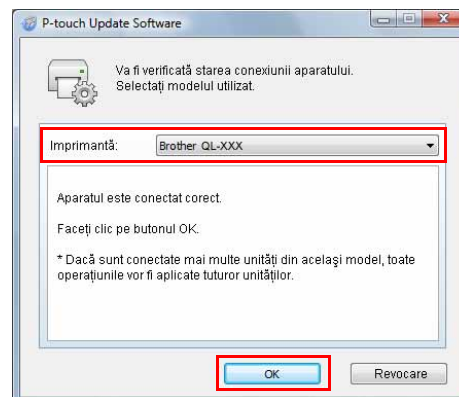 P-touch Update Software
Va fi verificată starea conexiunii aparatului.
Selectați modelul utilizat.
Imprimantă: Brother QL-XXX
Aparatul este conectat corect.
Faceți clic pe butonul OK.
* Dacă sunt conectate mai multe unități din același model, toate
operațiunile vor fi aplicate tuturor unităților.
OK Revocare